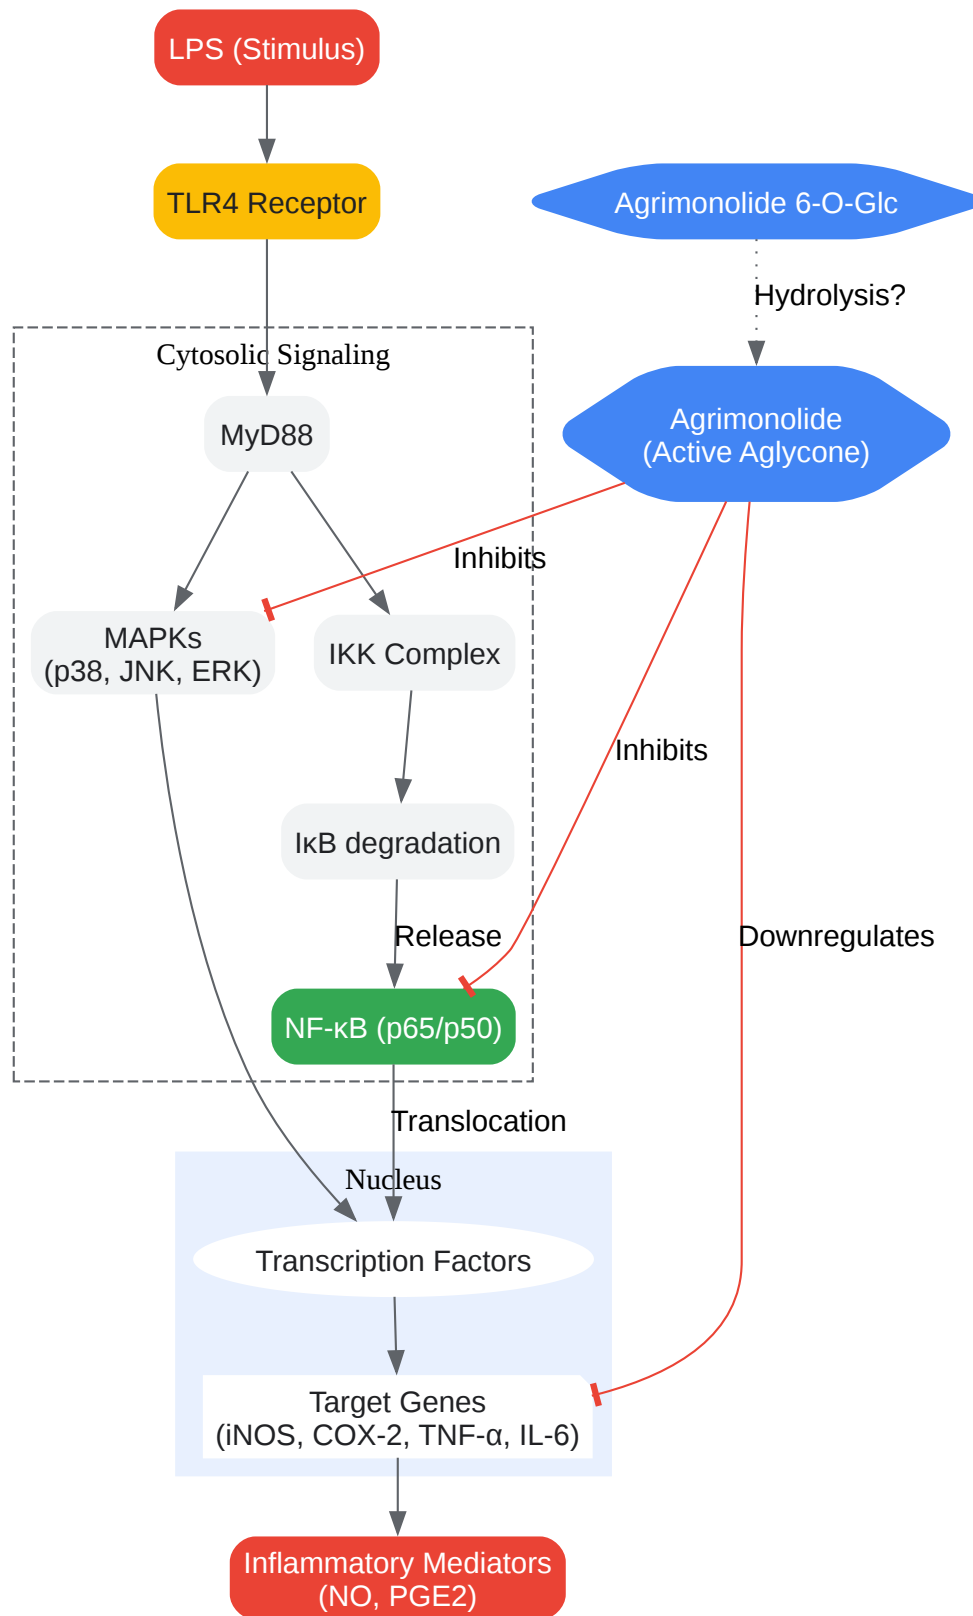 LPS (Stimulus)
TLR4 Receptor
Agrimonolide 6-O-Glc
Hydrolysis?
Cytosolic Signaling
Agrimonolide
(Active Aglycone)
MyD88
Inhibits
MAPKs
(p38, JNK, ERK)
IKK Complex
Inhibits
IκB degradation
Release
Downregulates
NF-κB (p65/p50)
Translocation
Nucleus
Transcription Factors
Target Genes
(iNOS, COX-2, TNF-α, IL-6)
Inflammatory Mediators
(NO, PGE2)